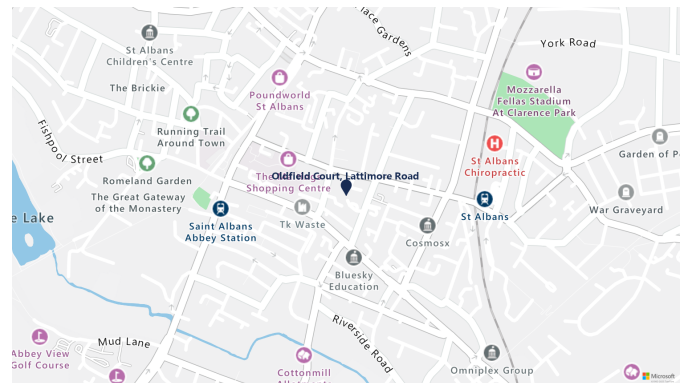 lace Gardens
York Road
St Albans
Children's Centre
The Brickie
Poundworld
St Albans
Mozzarella
Fellas Stadium
At Clarence Park
Fishpool Street
Running Trail
Around Town
St Albans
Chiropractic
Garden of P
Oldfield Court, Lattimore Road
The
Shopping Centre
Romeland Garden
The Great Gateway
of the Monastery
e Lake
Saint Albans
Abbey Station
Tk Waste
St Albans
War Graveyard
Cosmosx
Bluesky
Education
Riverside Road
Mud Lane
Abbey View
Golf Course
Cottonmill
Omniplex Group
Microsoft